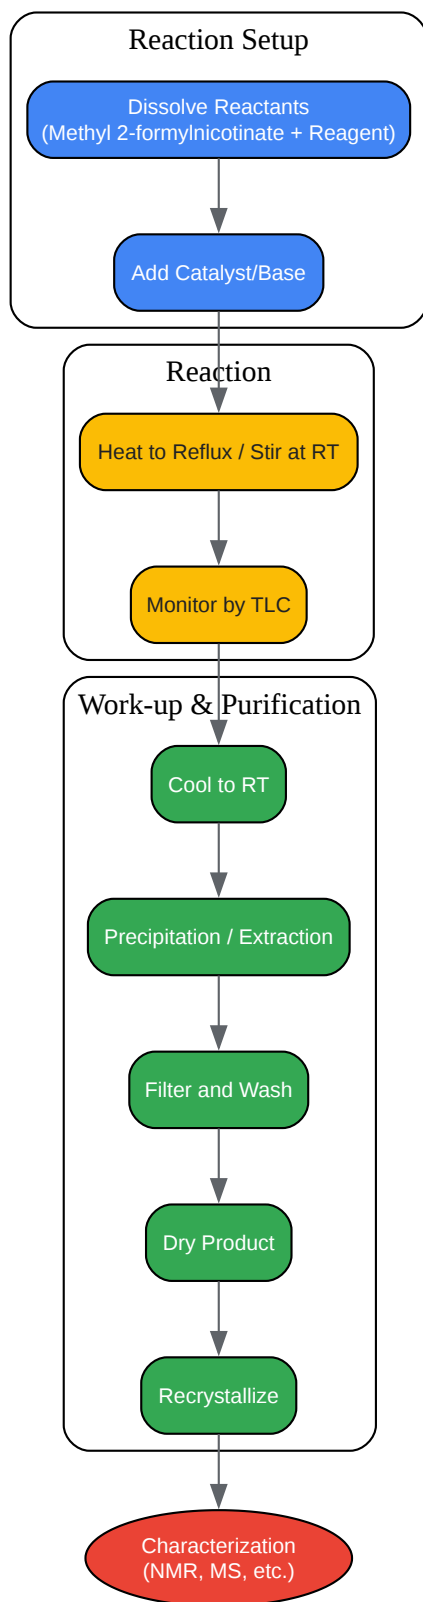 Reaction Setup
Dissolve Reactants
(Methyl 2-formylnicotinate + Reagent)
Add Catalyst/Base
Reaction
Heat to Reflux / Stir at RT
Monitor by TLC
Work-up & Purification
Cool to RT
Precipitation / Extraction
Filter and Wash
Dry Product
Recrystallize
Characterization
(NMR, MS, etc.)